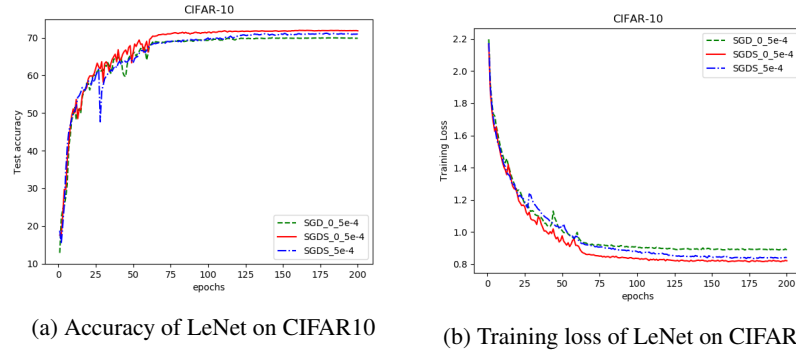 CIFAR-10
Test accuracy
70
60
50
40
30
20
10
0 25 50 75 100 125 150 175 200
epochs
SGD_0_5e-4
SGDS_0_5e-4
SGDS_5e-4
(a) Accuracy of LeNet on CIFAR10
CIFAR-10
Training Loss
2.2
2.0
1.8
1.6
1.4
1.2
1.0
0.8
0 25 50 75 100 125 150 175 200
epochs
SGD_0_5e-4
SGDS_0_5e-4
SGDS_5e-4
(b) Training loss of LeNet on CIFAR